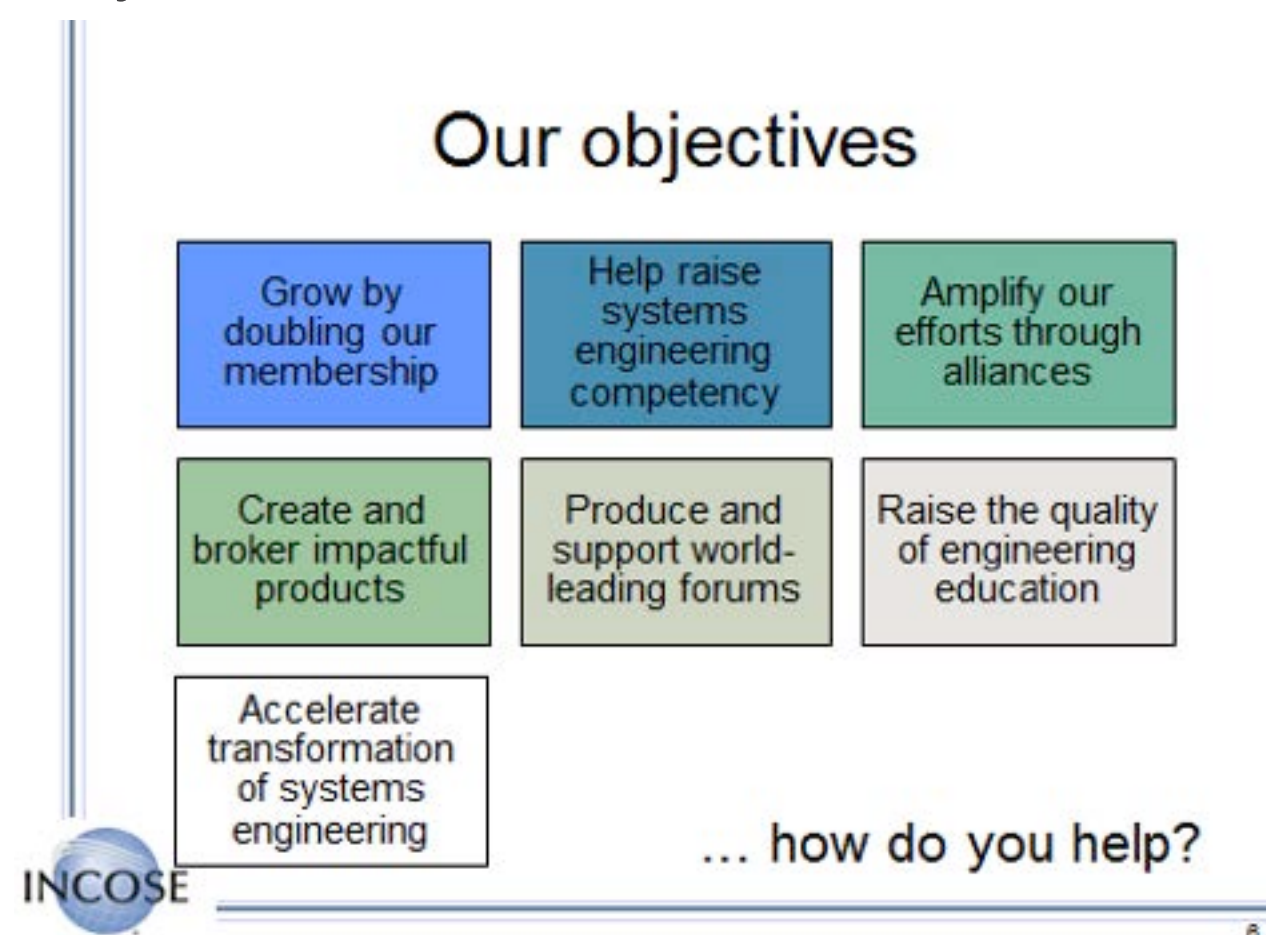 Our objectives
Grow by
doubling our
membership
Help raise
systems
engineering
competency
Amplify our
efforts through
alliances
Create and
broker impactful
products
Produce and
support world-
leading forums
Raise the quality
of engineering
education
Accelerate
transformation
of systems
engineering
... how do you help?
INCOSE